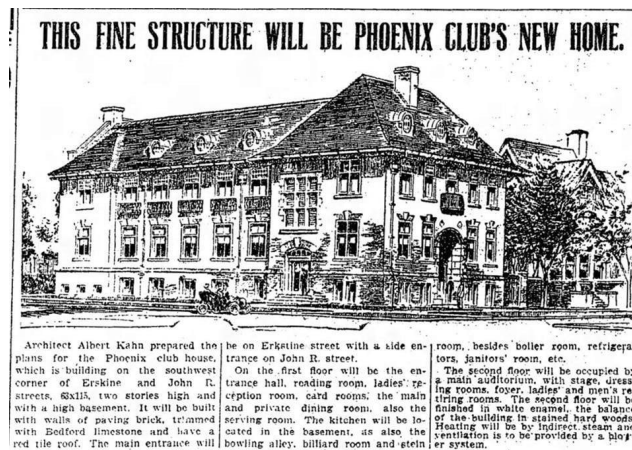 THIS FINE STRUCTURE WILL BE PHOENIX CLUB'S NEW HOME.
Architect Albert Kahn prepared the
plans for the Phoenix club house,
which is building on the southwest
corner of Erskine and John R.
streets, 63x115, two stories high and
with a high basement. It will be built
with walls of paving brick, trimmed
with Bedford limestone and have a
red tile roof. The main entrance will
be on Erkstine street with a side en-
trance on John R. street.
On the first floor will be the en-
trance hall, reading room, ladies' re-
ception room, card rooms, the main
and private dining room, also the
serving room. The kitchen will be lo-
cated in the basement, as also the
bowling alley, billiard room and stein
room, besides boiler room, refrigera-
tors, janitors' room, etc.
The second floor will be occupied by
a main auditorium, with stage, dress-
ing rooms, foyer, ladies' and men's re-
tiring rooms. The second floor will be
finished in white enamel, the balance
of the building in stained hard woods.
Heating will be by indirect steam and
ventilation is to be provided by a blow-
er system.